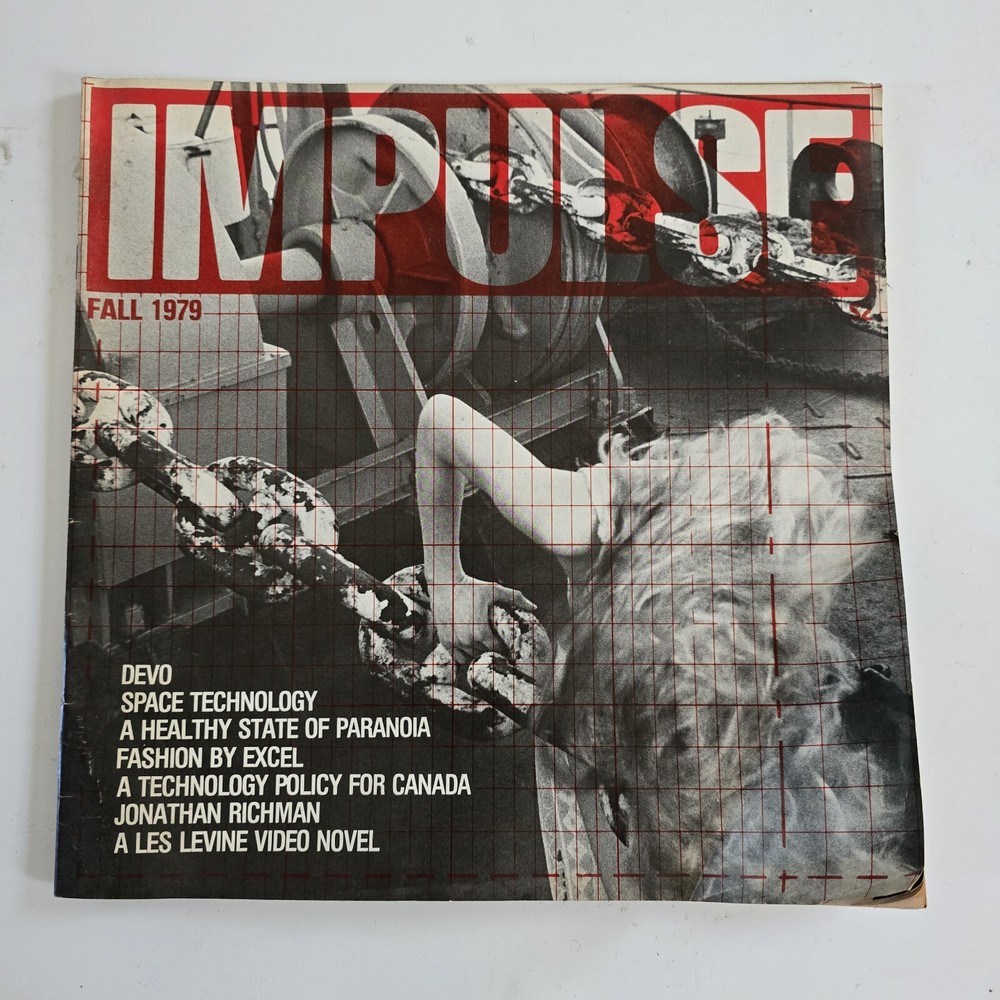 IMPULSE
FALL 1979
DEVO
SPACE TECHNOLOGY
A HEALTHY STATE OF PARANOIA
FASHION BY EXCEL
A TECHNOLOGY POLICY FOR CANADA
JONATHAN RICHMAN
A LES LEVINE VIDEO NOVEL